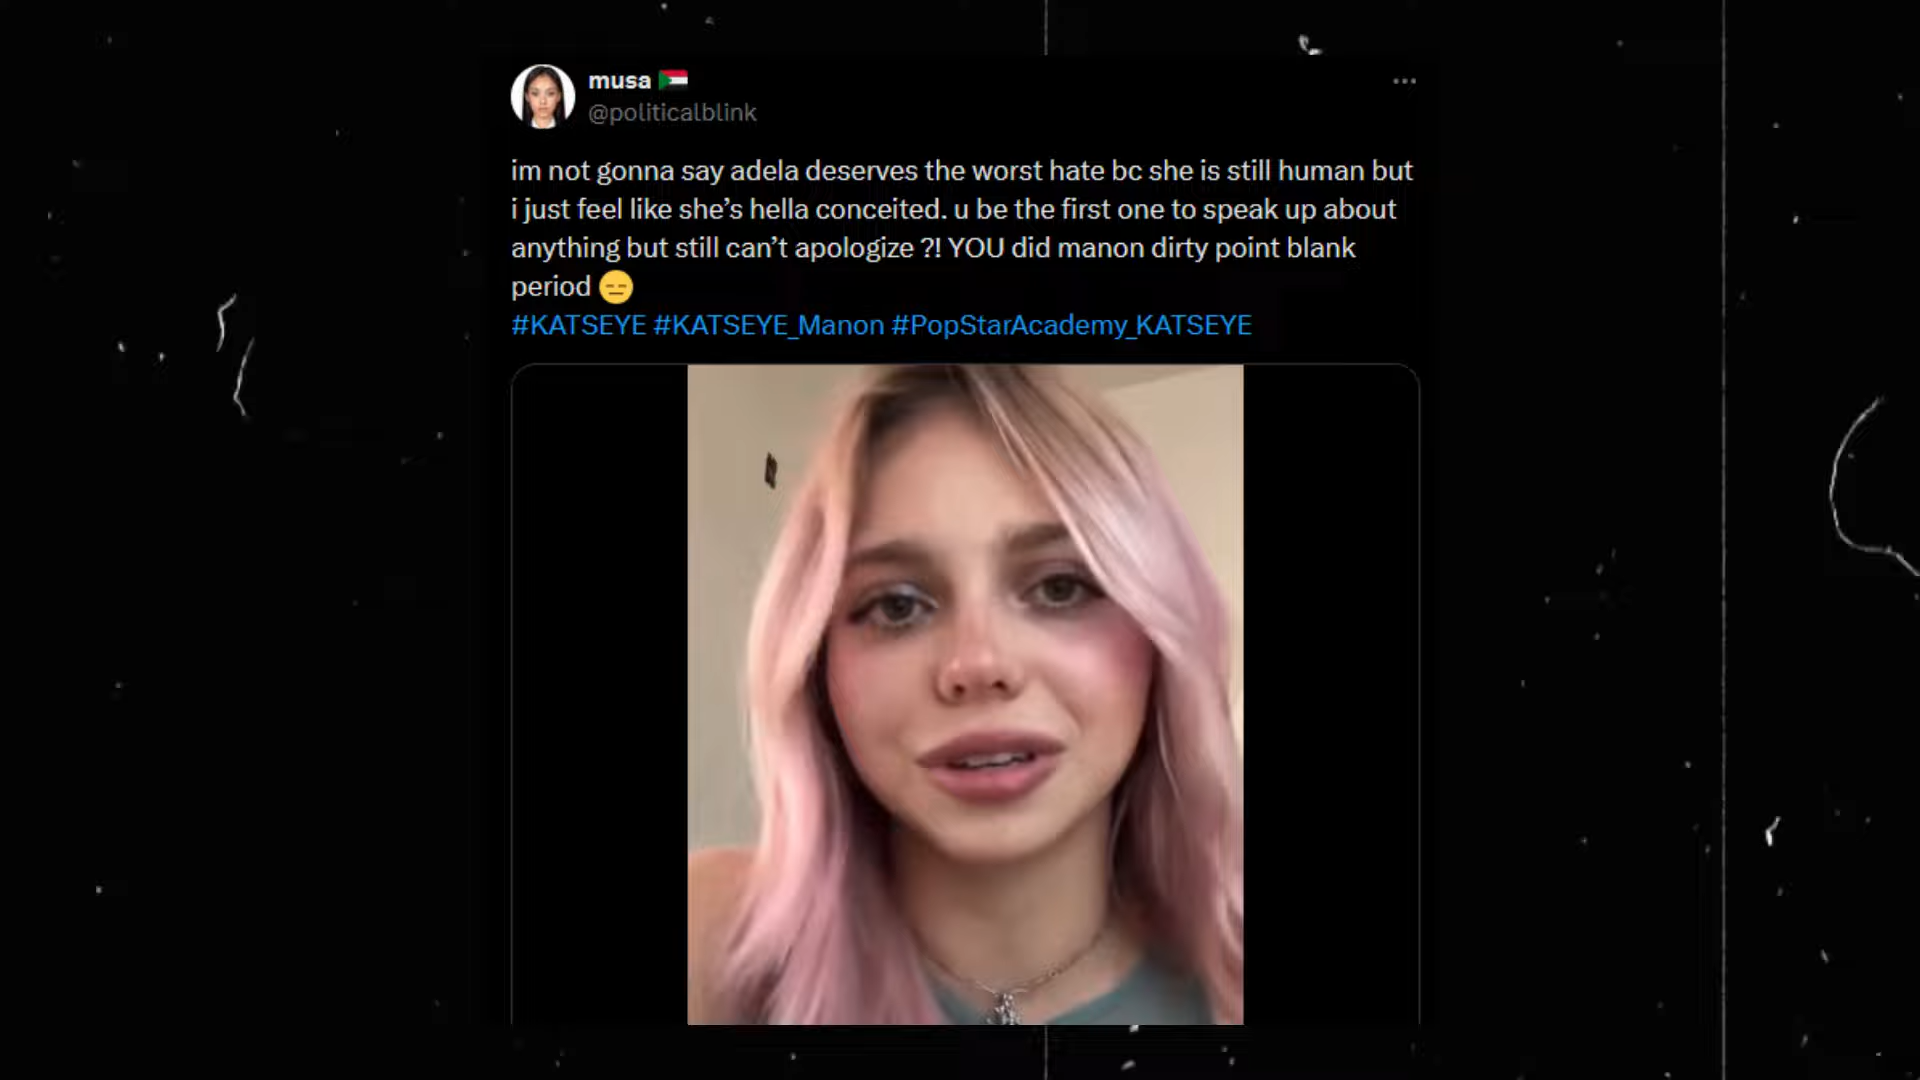 musa 🇸🇩
@politicalblink
im not gonna say adela deserves the worst hate bc she is still human but
i just feel like she’s hella conceited. u be the first one to speak up about
anything but still can’t apologize ?! YOU did manon dirty point blank
period 😑
#KATSEYE #KATSEYE_Manon #PopStarAcademy_KATSEYE